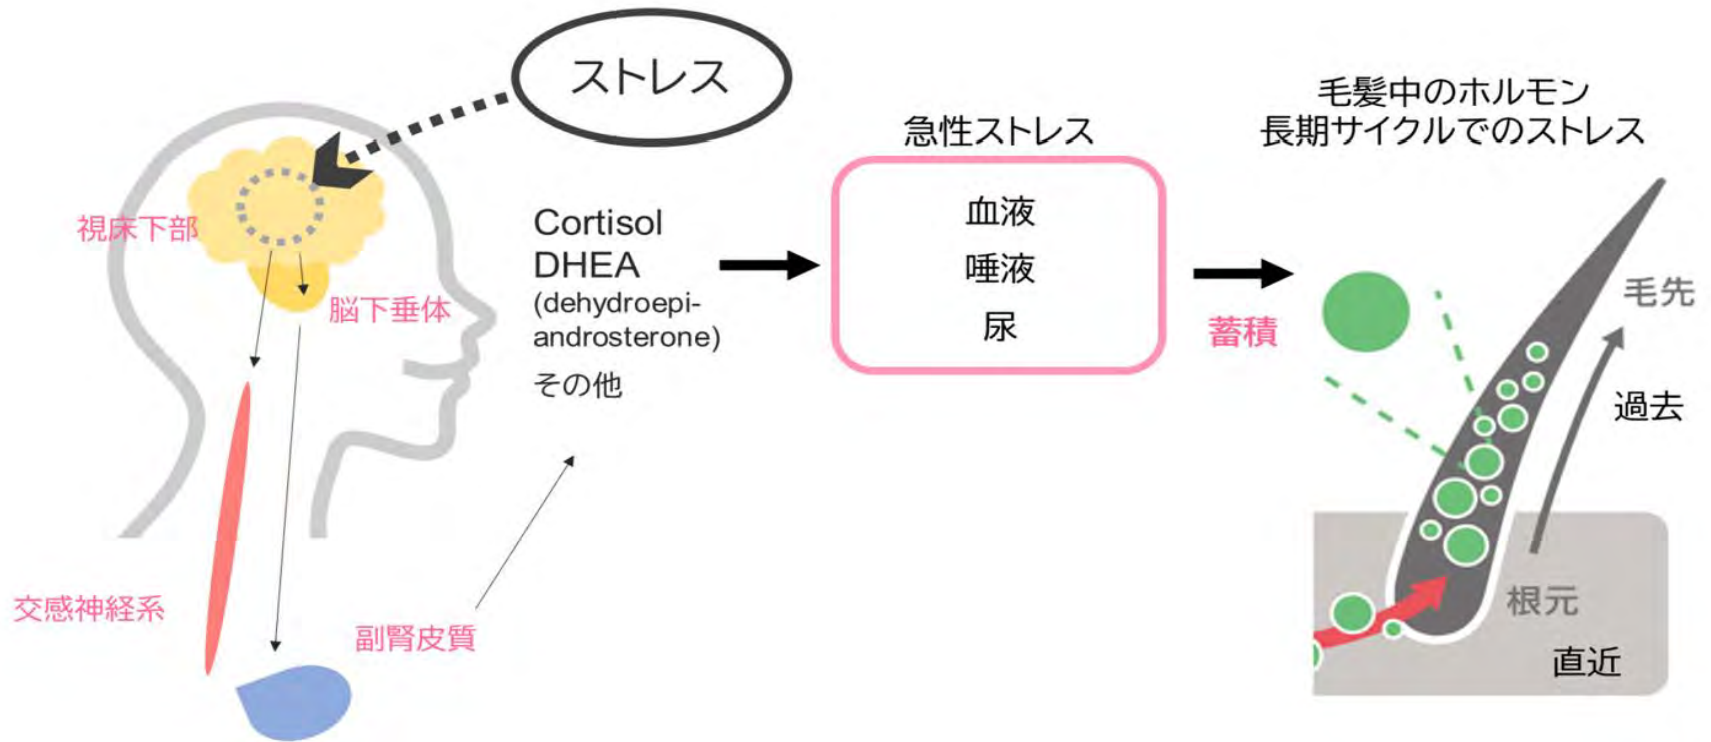 ストレス
視床下部
脳下垂体
交感神経系
副腎皮質
Cortisol
DHEA
(dehydroepi-
androsterone)
その他
急性ストレス
血液
唾液
尿
蓄積
毛髪中のホルモン
長期サイクルでのストレス
毛先
過去
根元
直近